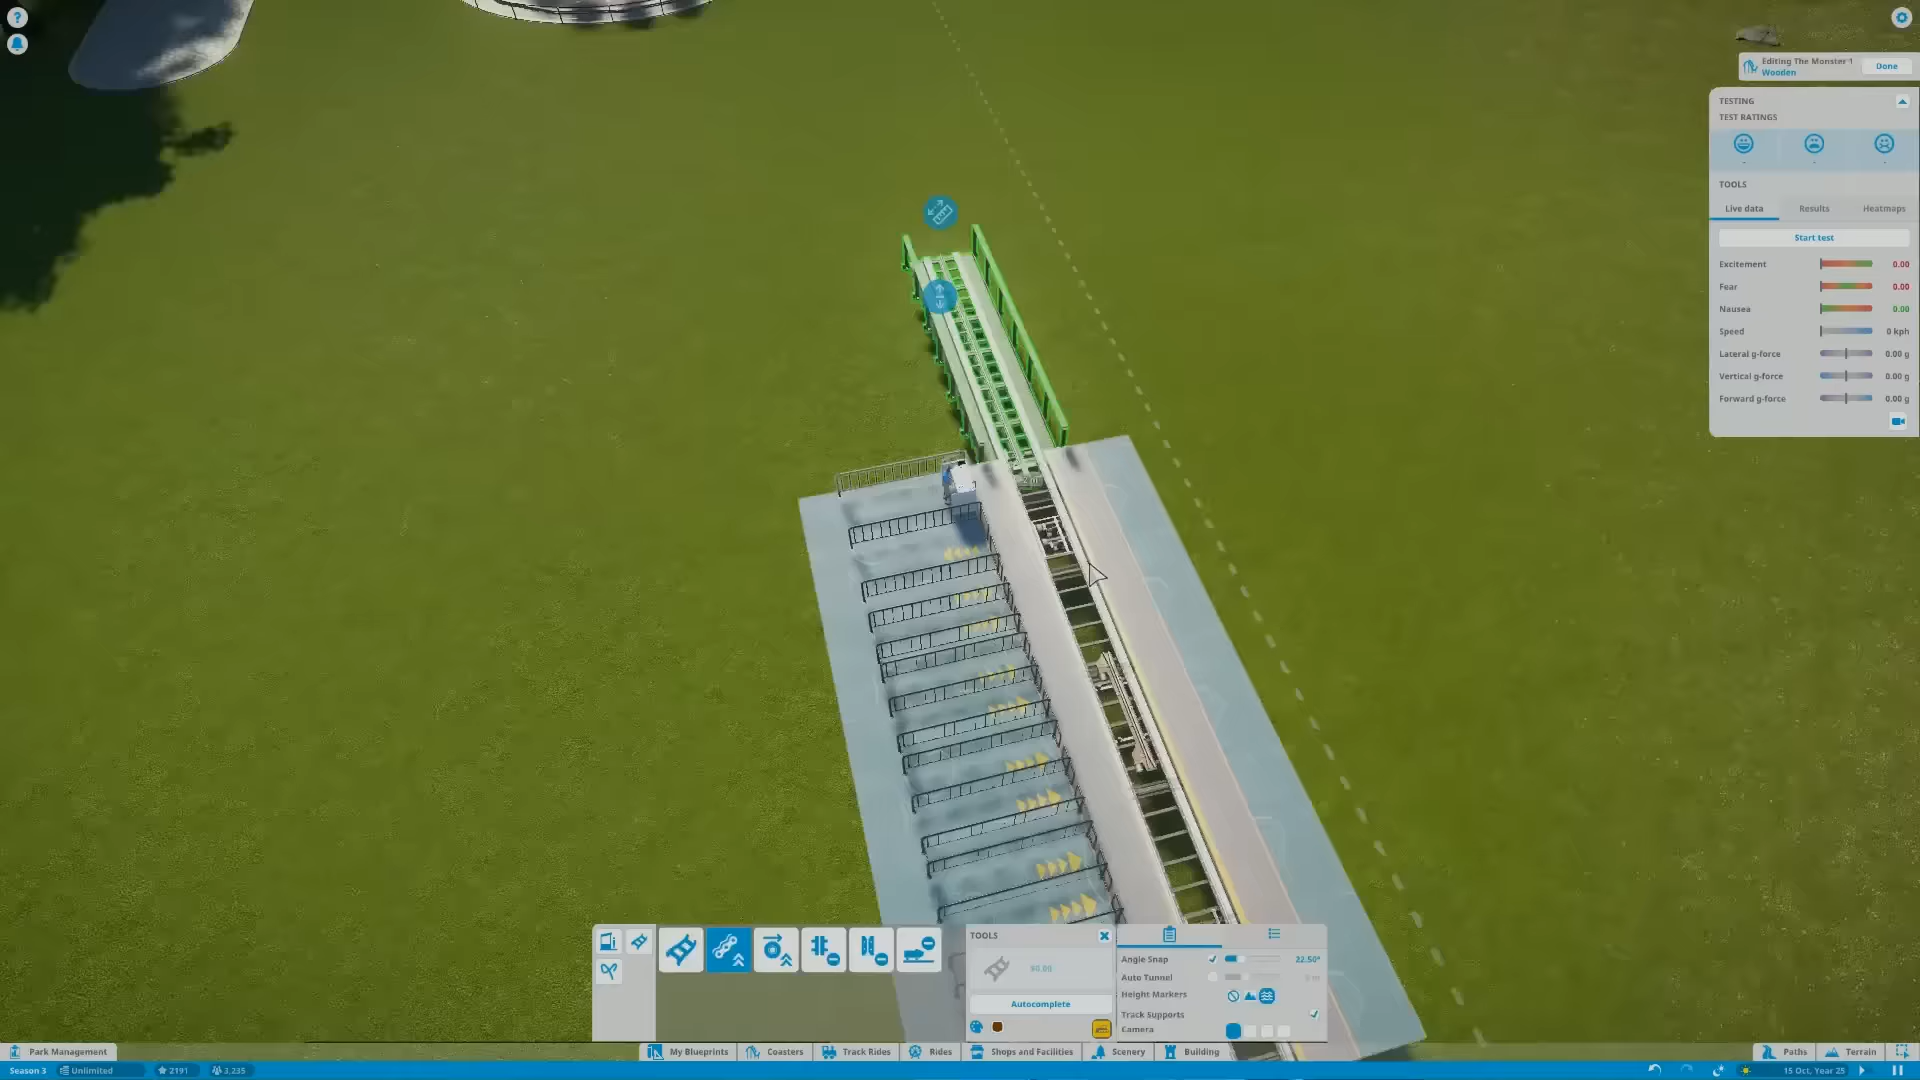 ?
Editing The Monster 1
Wooden
Done
TESTING
TEST RATINGS
- - -
TOOLS
Live data Results Heatmaps
Start test
Excitement 0.00
Fear 0.00
Nausea 0.00
Speed 0 kph
Lateral g-force 0.00 g
Vertical g-force 0.00 g
Forward g-force 0.00 g
TOOLS
$0.00
Autocomplete
Angle Snap 22.50°
Auto Tunnel
Height Markers
Track Supports
Camera
Park Management
My Blueprints Coasters Track Rides Rides Shops and Facilities Scenery Building
Paths Terrain
Season 3 Unlimited 2191 3,235
15 Oct, Year 25